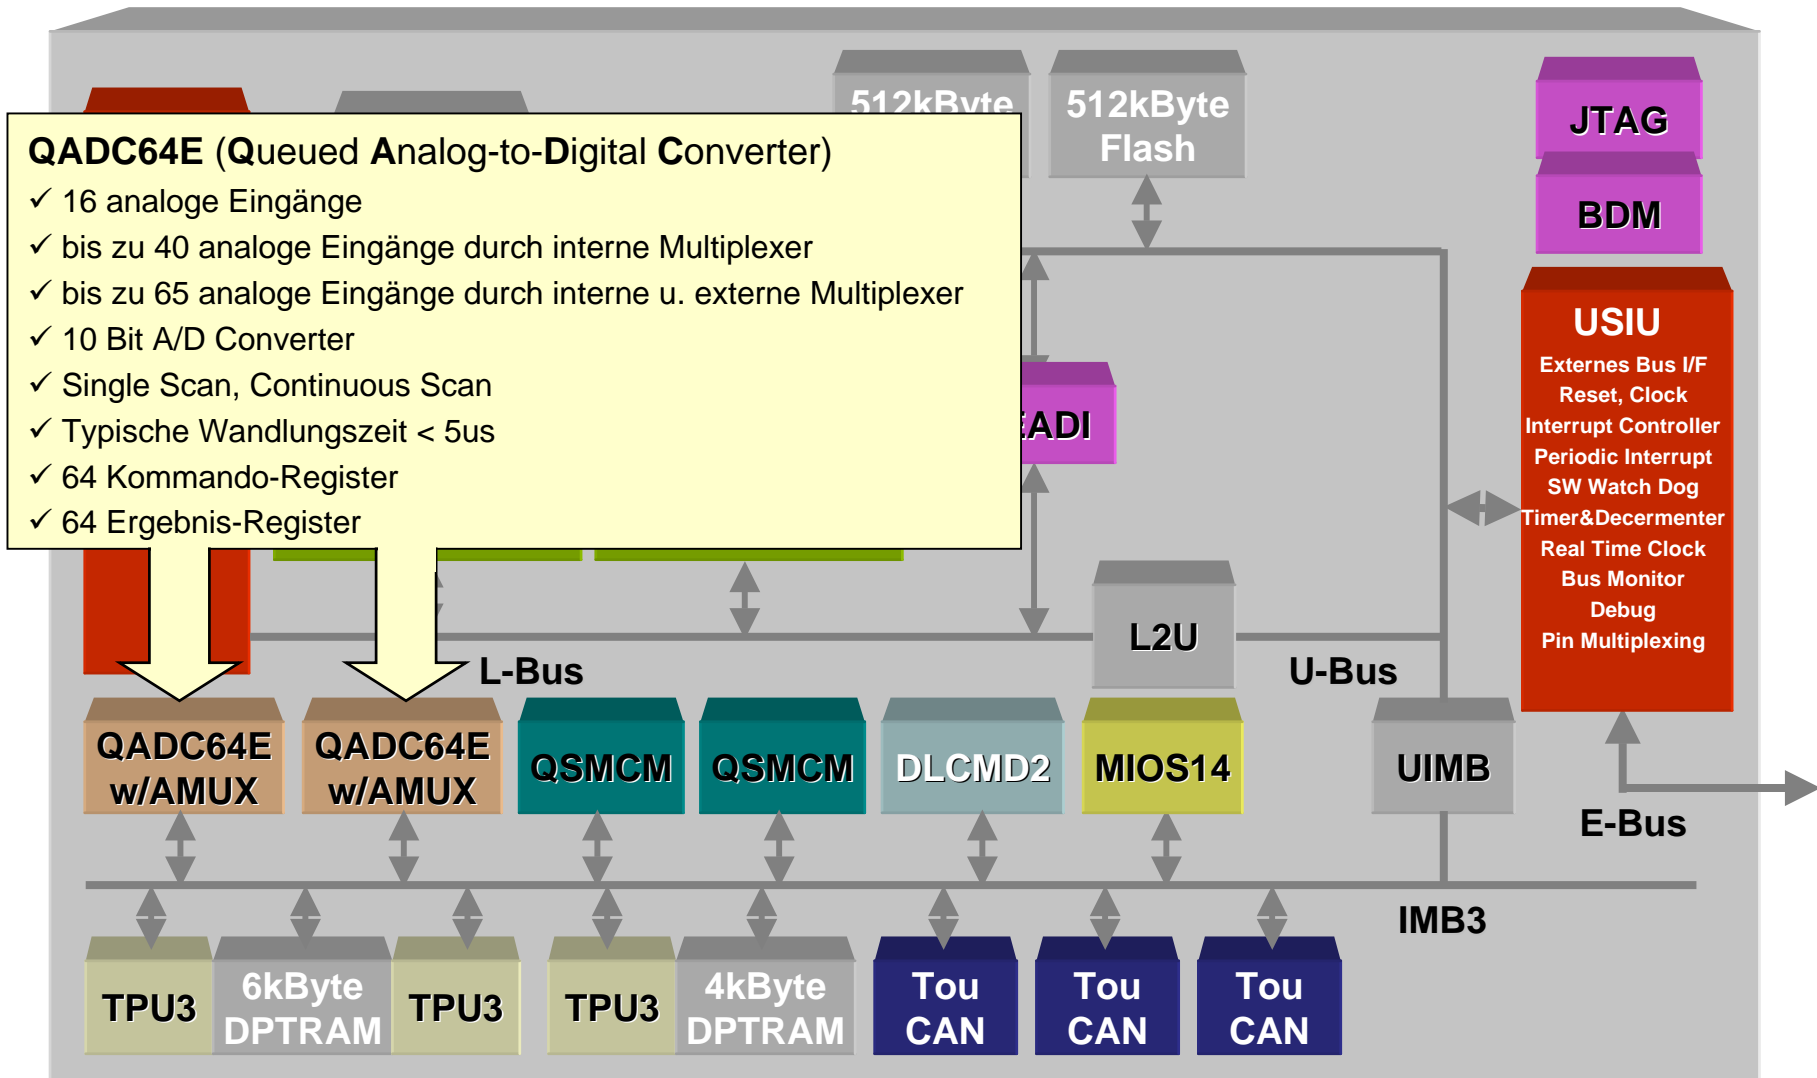 512kByte
512kByte
Flash
JTAG
BDM
QADC64E (Queued Analog-to-Digital Converter)
✓ 16 analoge Eingänge
✓ bis zu 40 analoge Eingänge durch interne Multiplexer
✓ bis zu 65 analoge Eingänge durch interne u. externe Multiplexer
✓ 10 Bit A/D Converter
✓ Single Scan, Continuous Scan
✓ Typische Wandlungszeit < 5us
✓ 64 Kommando-Register
✓ 64 Ergebnis-Register
EADI
USIU
Externes Bus I/F
Reset, Clock
Interrupt Controller
Periodic Interrupt
SW Watch Dog
Timer&Decermenter
Real Time Clock
Bus Monitor
Debug
Pin Multiplexing
L2U
L-Bus
U-Bus
QADC64E
w/AMUX
QADC64E
w/AMUX
QSMCM
QSMCM
DLCMD2
MIOS14
UIMB
E-Bus
IMB3
TPU3
6kByte
DPTRAM
TPU3
TPU3
4kByte
DPTRAM
Tou
CAN
Tou
CAN
Tou
CAN